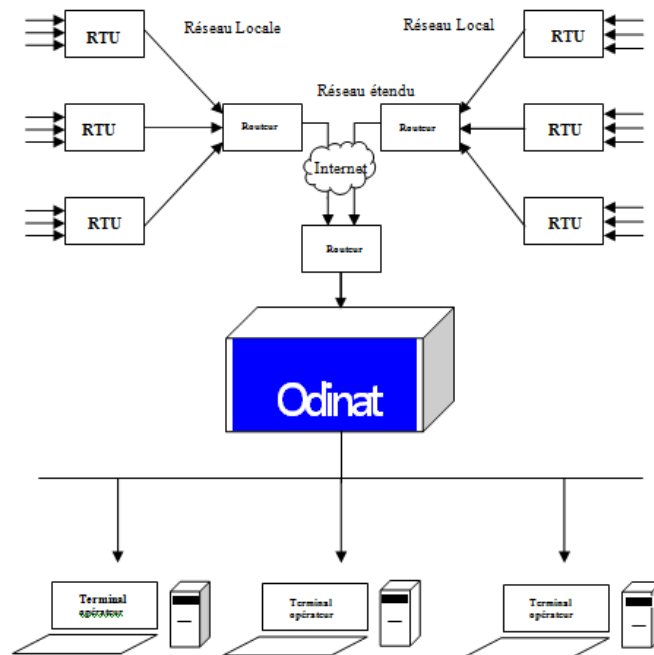 RTU
Réseau Locale
Réseau Local
RTU
Réseau étendu
RTU
Routeur
Routeur
RTU
Internet
RTU
RTU
Routeur
Odinat
Terminal
opérateur
Terminal
opérateur
Terminal
opérateur